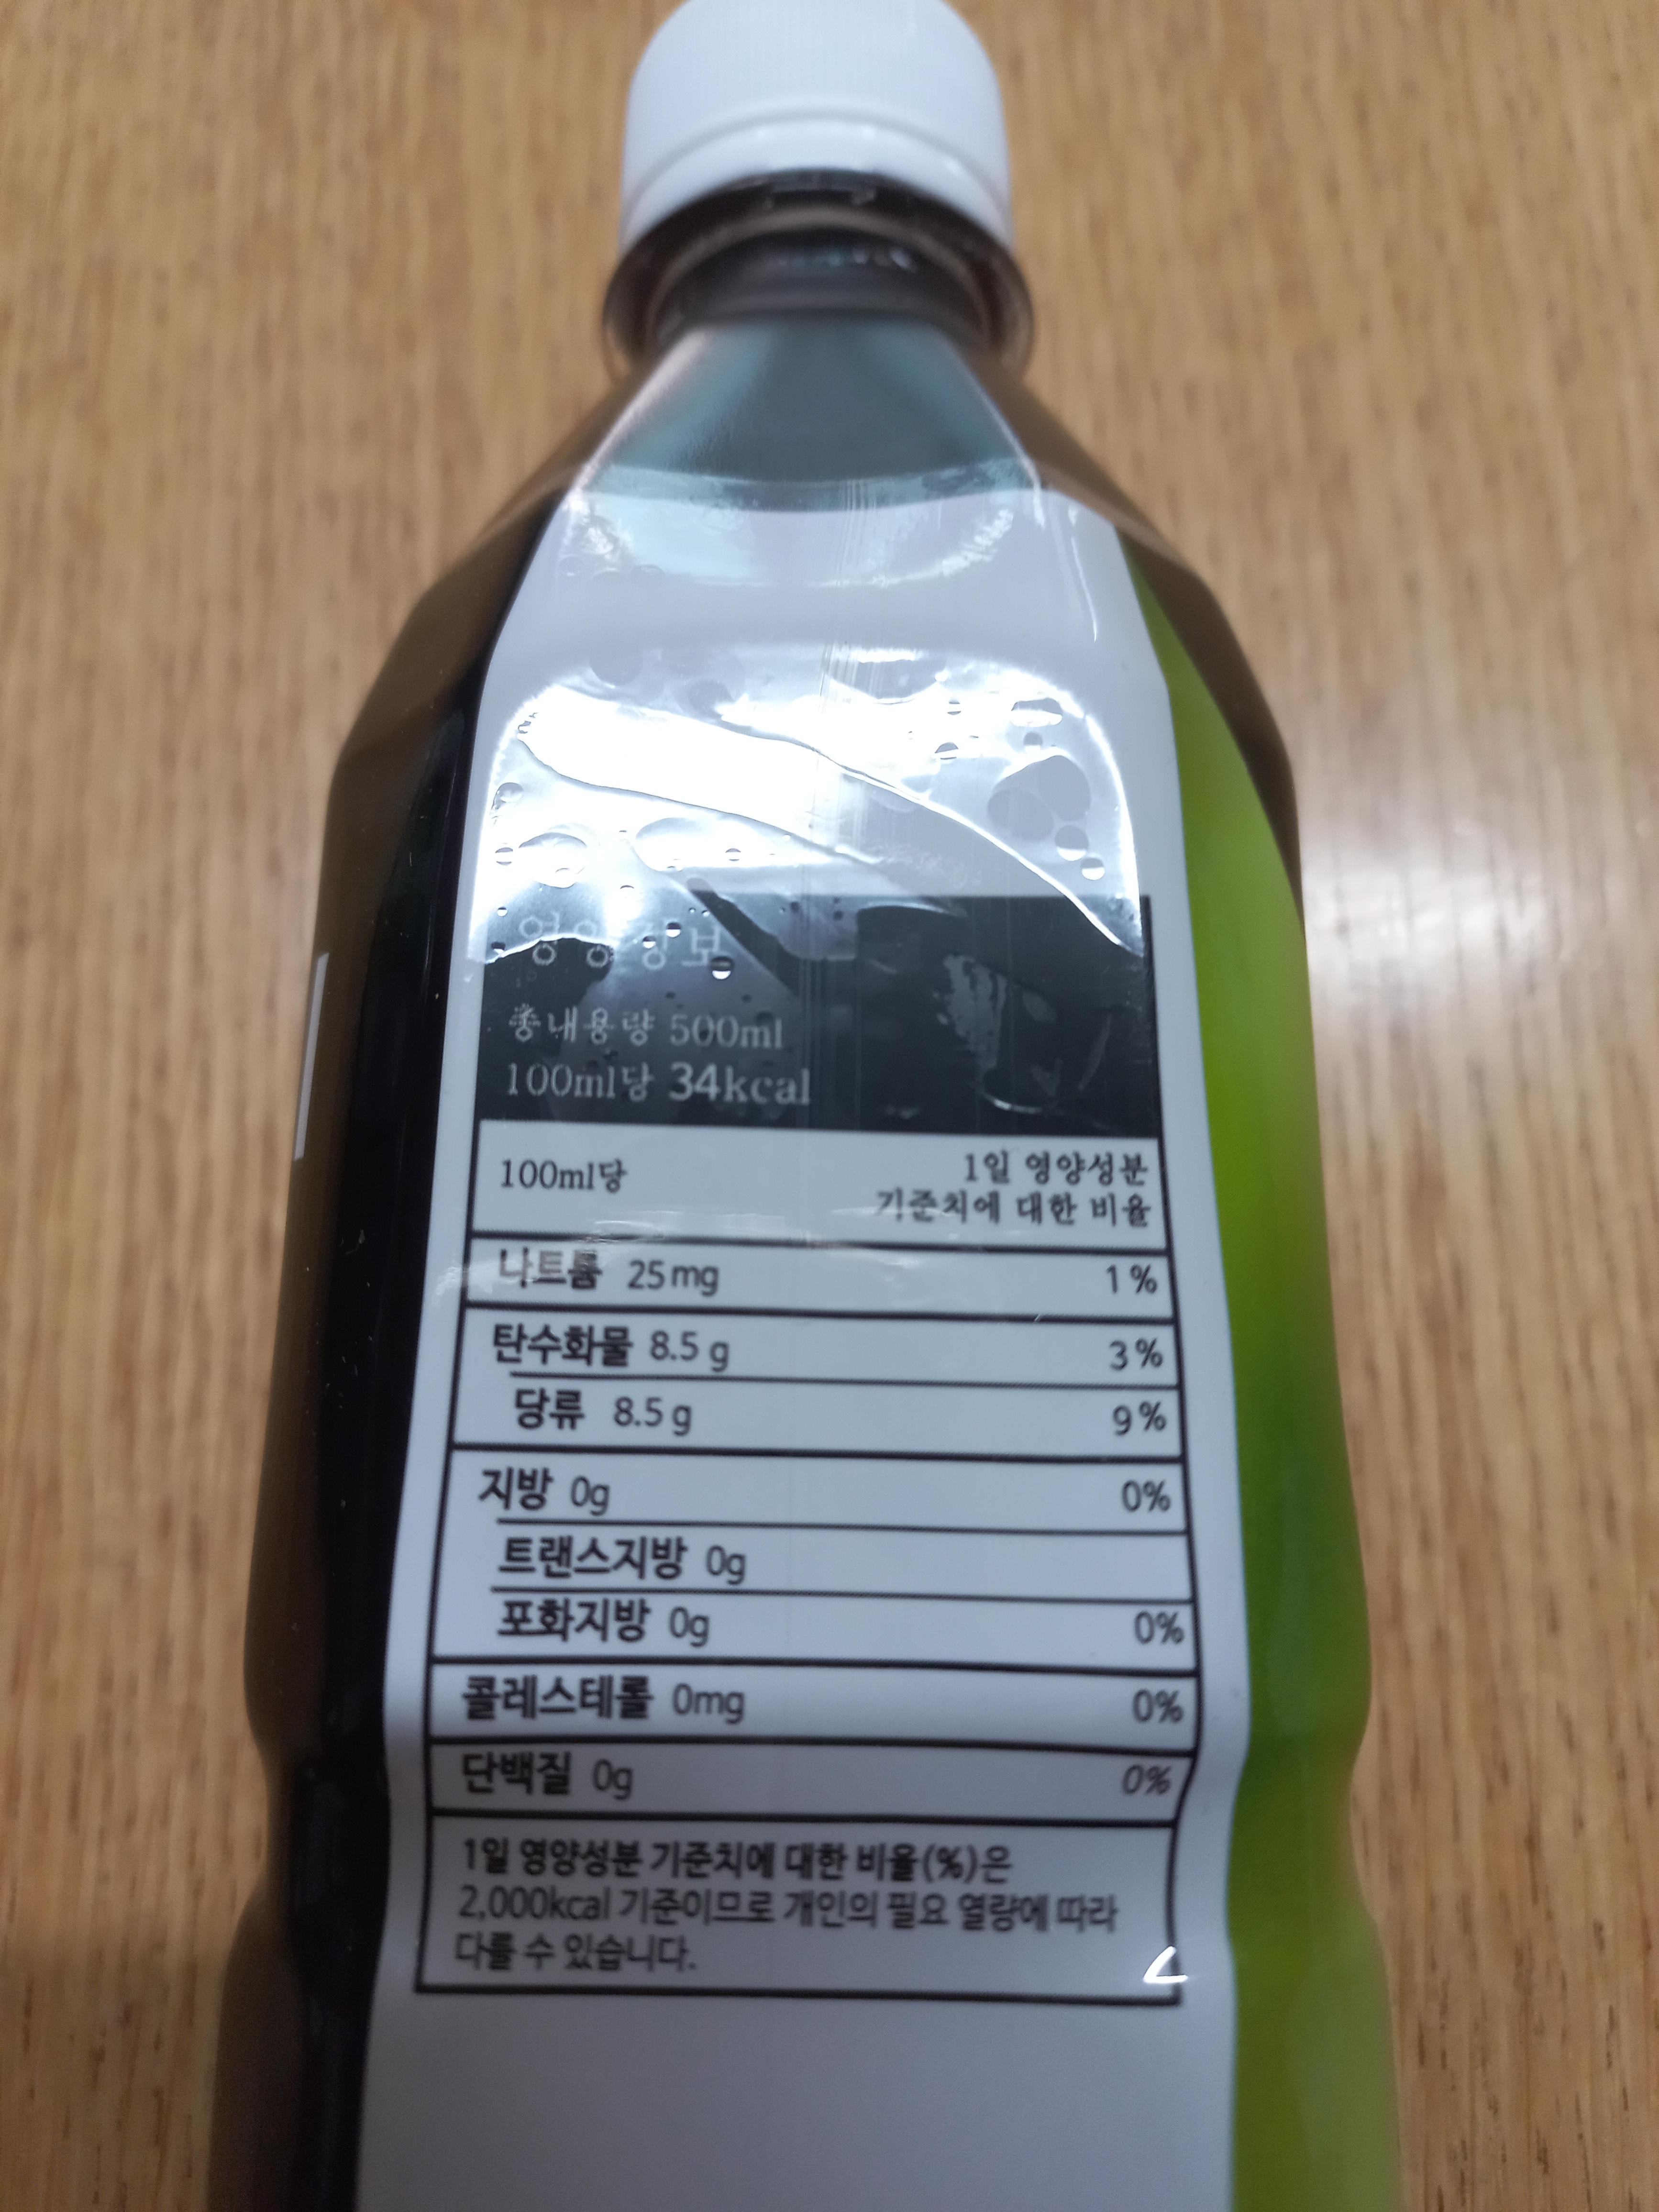 영양정보
총내용량 500ml
100ml당 34kcal
100ml당
1일 영양성분
기준치에 대한 비율
나트륨 25mg 1%
탄수화물 8.5g 3%
당류 8.5g 9%
지방 0g 0%
트랜스지방 0g
포화지방 0g 0%
콜레스테롤 0mg 0%
단백질 0g 0%
1일 영양성분 기준치에 대한 비율(%)은
2,000kcal 기준이므로 개인의 필요 열량에 따라
다를 수 있습니다.